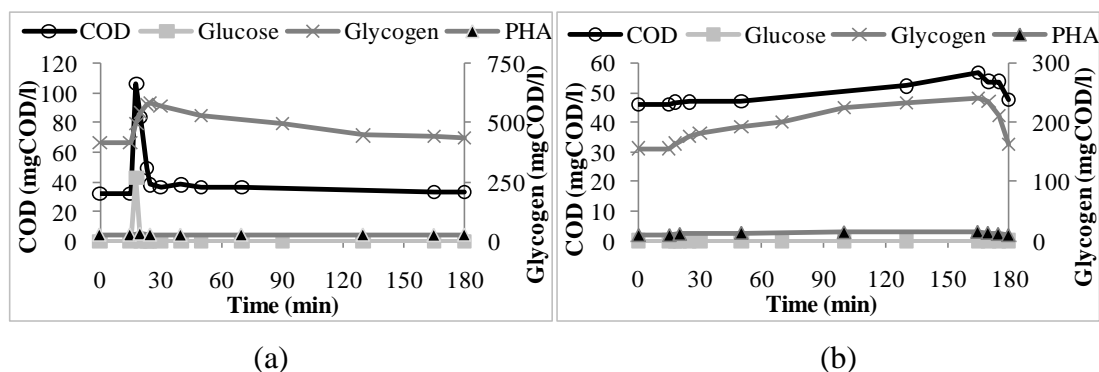 COD Glucose Glycogen PHA
120
100
80
60
40
20
0
750
500
250
0
0 30 60 90 120 150 180
COD (mgCOD/l)
Glycogen (mgCOD/l)
Time (min)
(a)
COD Glucose Glycogen PHA
60
50
40
30
20
10
0
300
200
100
0
0 30 60 90 120 150 180
COD (mgCOD/l)
Glycogen (mgCOD/l)
Time (min)
(b)